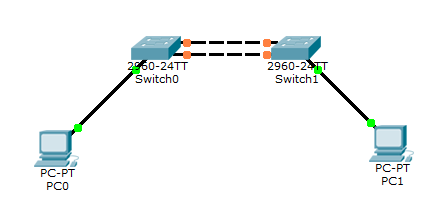 2960-24TT
Switch0
2960-24TT
Switch1
PC-PT
PC0
PC-PT
PC1